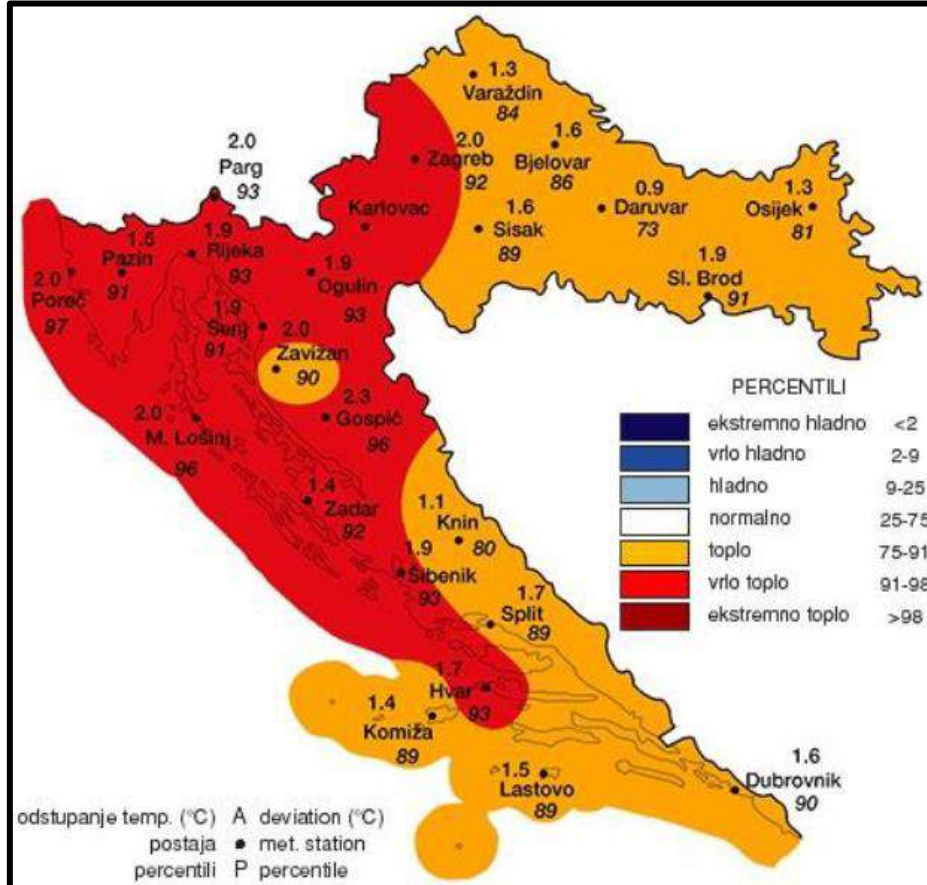 1.3
Varaždin
84
2.0
Zagreb
92
1.6
Bjelovar
86
2.0
Parg
93
0.9
Daruvar
73
1.3
Osijek
81
Karlovac
1.6
Sisak
89
1.9
Sl. Brod
91
1.5
Pazin
91
1.9
Rijeka
93
2.0
Poreč
97
1.9
Ogulin
93
1.9
Senj
91
2.0
Zavižan
90
2.3
Gospić
96
2.0
M. Lošinj
96
1.4
Zadar
92
1.1
Knin
80
1.9
Šibenik
93
1.7
Split
89
1.7
Hvar
93
1.4
Komiža
89
1.5
Lastovo
89
1.6
Dubrovnik
90
PERCENTILI
ekstremno hladno <2
vrlo hladno 2-9
hladno 9-25
normalno 25-75
toplo 75-91
vrlo toplo 91-98
ekstremno toplo >98
odstupanje temp. (°C) A deviation (°C)
postaja ● met. station
percentili P percentile